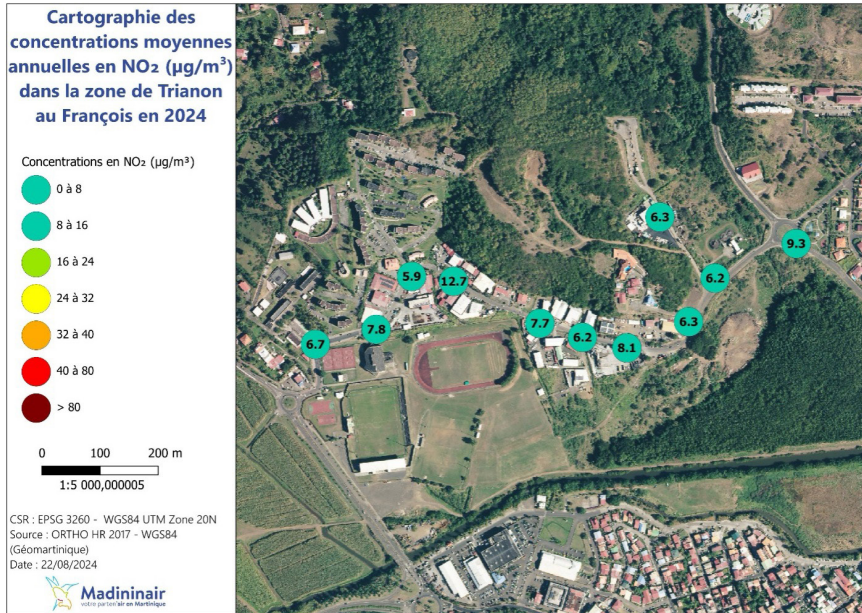 Cartographie des
concentrations moyennes
annuelles en NO₂ (µg/m³)
dans la zone de Trianon
au François en 2024
Concentrations en NO₂ (µg/m³)
0 à 8
8 à 16
16 à 24
24 à 32
32 à 40
40 à 80
> 80
0 100 200 m
1:5 000,000005
CSR : EPSG 3260 - WGS84 UTM Zone 20N
Source : ORTHO HR 2017 - WGS84
(Géomartinique)
Date : 22/08/2024
Madininair
votre parten'air en Martinique
6.3
9.3
5.9
12.7
6.2
6.7
7.8
7.7
6.2
8.1
6.3